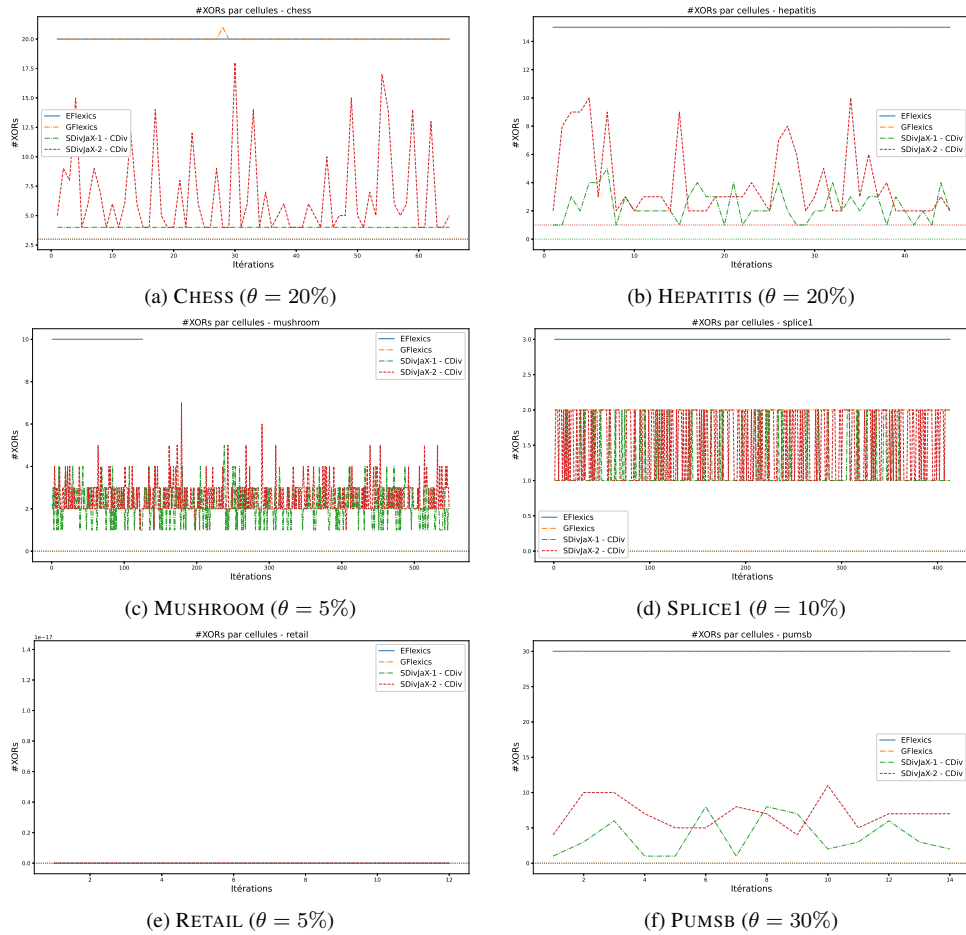 #XORs par cellules - chess
20.0
17.5
15.0
12.5
10.0
7.5
5.0
2.5
#XORs
EFlexics
GFlexics
SDivJaX-1 - CDiv
SDivJaX-2 - CDiv
0 10 20 30 40 50 60
Itérations
(a) CHESS (θ = 20%)
#XORs par cellules - hepatitis
14
12
10
8
6
4
2
0
#XORs
EFlexics
GFlexics
SDivJaX-1 - CDiv
SDivJaX-2 - CDiv
0 10 20 30 40
Itérations
(b) HEPATITIS (θ = 20%)
#XORs par cellules - mushroom
10
8
6
4
2
0
#XORs
EFlexics
GFlexics
SDivJaX-1 - CDiv
SDivJaX-2 - CDiv
0 100 200 300 400 500
Itérations
(c) MUSHROOM (θ = 5%)
#XORs par cellules - splice1
3.0
2.5
2.0
1.5
1.0
0.5
0.0
#XORs
EFlexics
GFlexics
SDivJaX-1 - CDiv
SDivJaX-2 - CDiv
0 100 200 300 400
Itérations
(d) SPLICE1 (θ = 10%)
#XORs par cellules - retail
1e-17
1.4
1.2
1.0
0.8
0.6
0.4
0.2
0.0
#XORs
EFlexics
GFlexics
SDivJaX-1 - CDiv
SDivJaX-2 - CDiv
2 4 6 8 10 12
Itérations
(e) RETAIL (θ = 5%)
#XORs par cellules - pumsb
30
25
20
15
10
5
0
#XORs
EFlexics
GFlexics
SDivJaX-1 - CDiv
SDivJaX-2 - CDiv
2 4 6 8 10 12 14
Itérations
(f) PUMSB (θ = 30%)